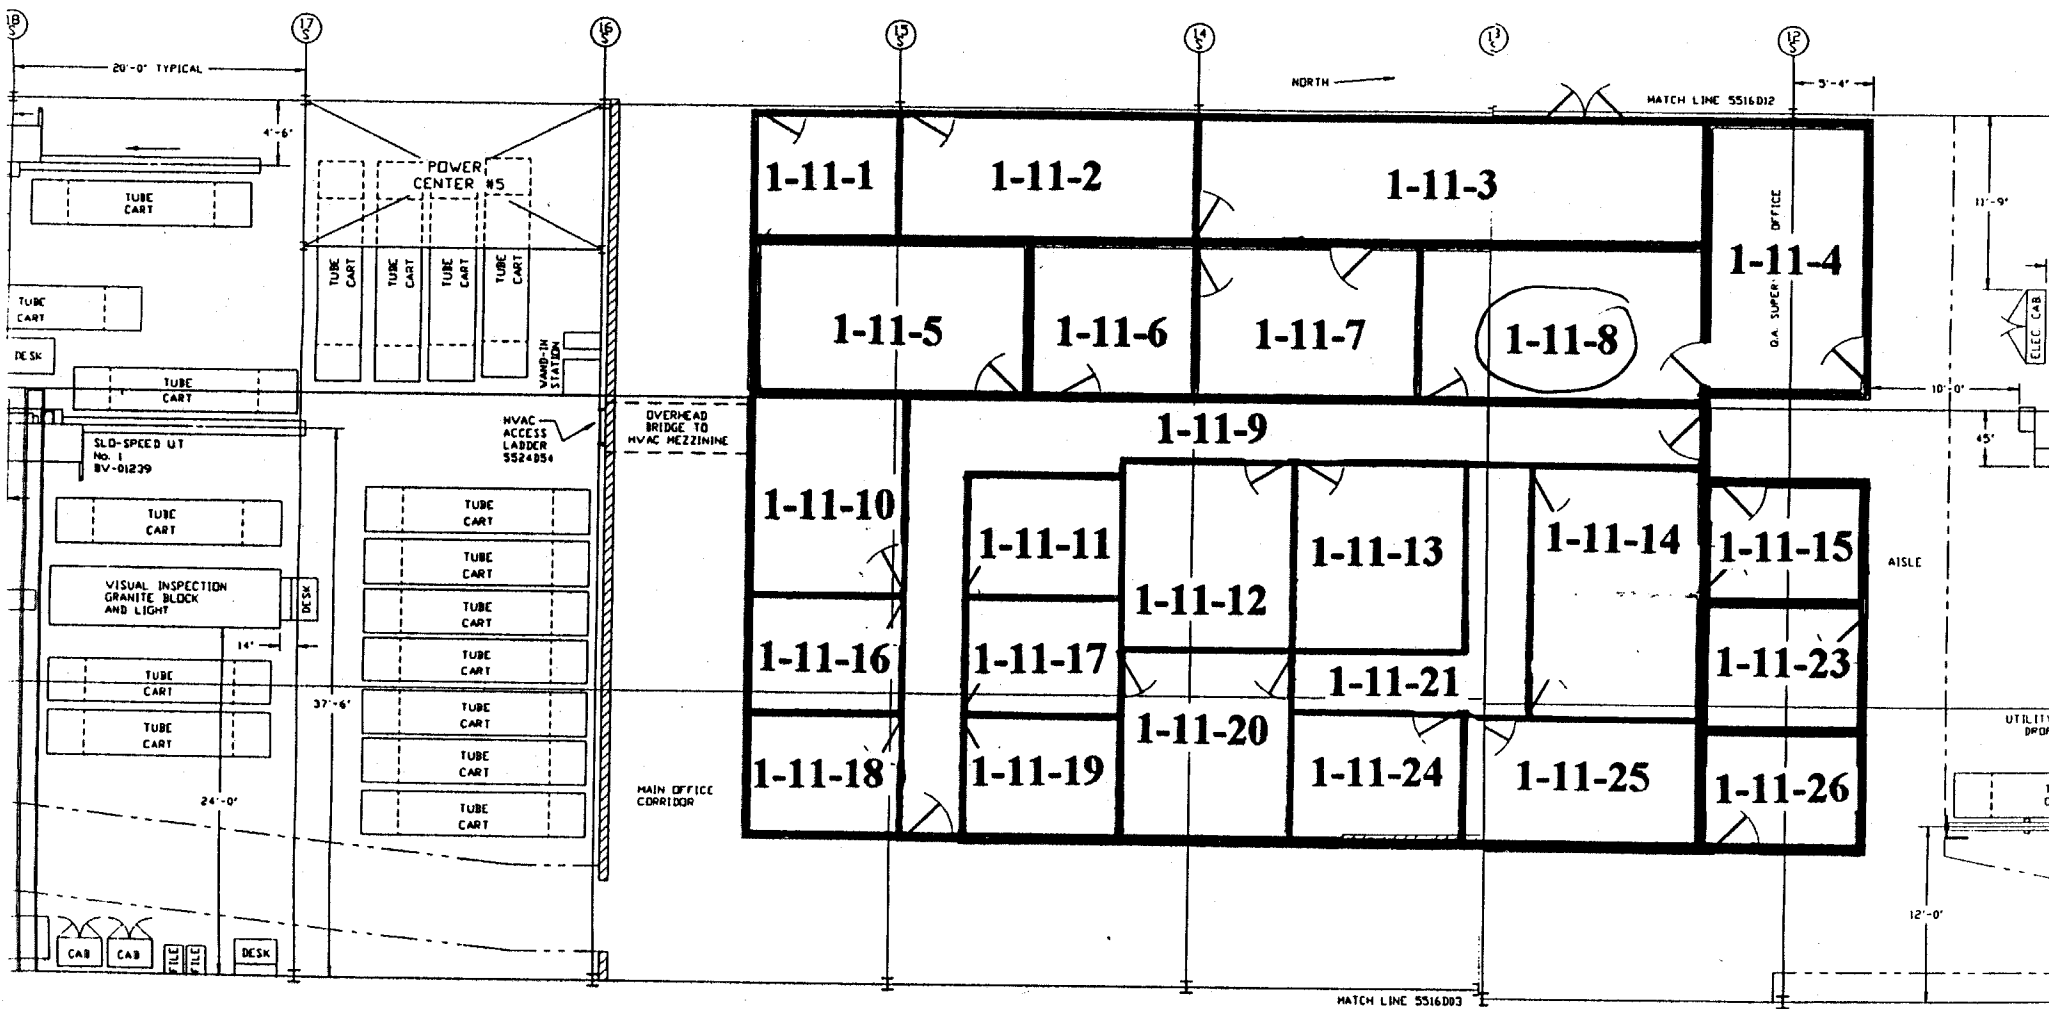 18
S
17
S
16
S
15
S
14
S
13
S
12
S
20'-0" TYPICAL
NORTH
5'-4"
MATCH LINE 5516D12
4'-6"
POWER
CENTER #5
TUBE
CART
TUBE
CART
TUBE
CART
TUBE
CART
TUBE
CART
TUBE
CART
DESK
TUBE
CART
WAND-IN
STATION
1-11-1
1-11-2
1-11-3
1-11-4
Q.A. SUPER. OFFICE
11'-9"
ELEC. CAB.
1-11-5
1-11-6
1-11-7
1-11-8
10'-0"
45"
HVAC
ACCESS
LADDER
5524D54
OVERHEAD
BRIDGE TO
HVAC MEZZININE
SLO-SPEED UT
No. 1
BV-01239
1-11-9
1-11-10
1-11-11
1-11-12
1-11-13
1-11-14
1-11-15
AISLE
TUBE
CART
VISUAL INSPECTION
GRANITE BLOCK
AND LIGHT
DESK
14"
TUBE
CART
TUBE
CART
TUBE
CART
TUBE
CART
TUBE
CART
TUBE
CART
TUBE
CART
TUBE
CART
TUBE
CART
37'-6"
24'-0"
1-11-16
1-11-17
1-11-21
1-11-23
1-11-18
1-11-19
1-11-20
1-11-24
1-11-25
1-11-26
UTILITY
MAIN OFFICE
CORRIDOR
12'-0"
CAB
CAB
FILE
FILE
DESK
MATCH LINE 5516D03